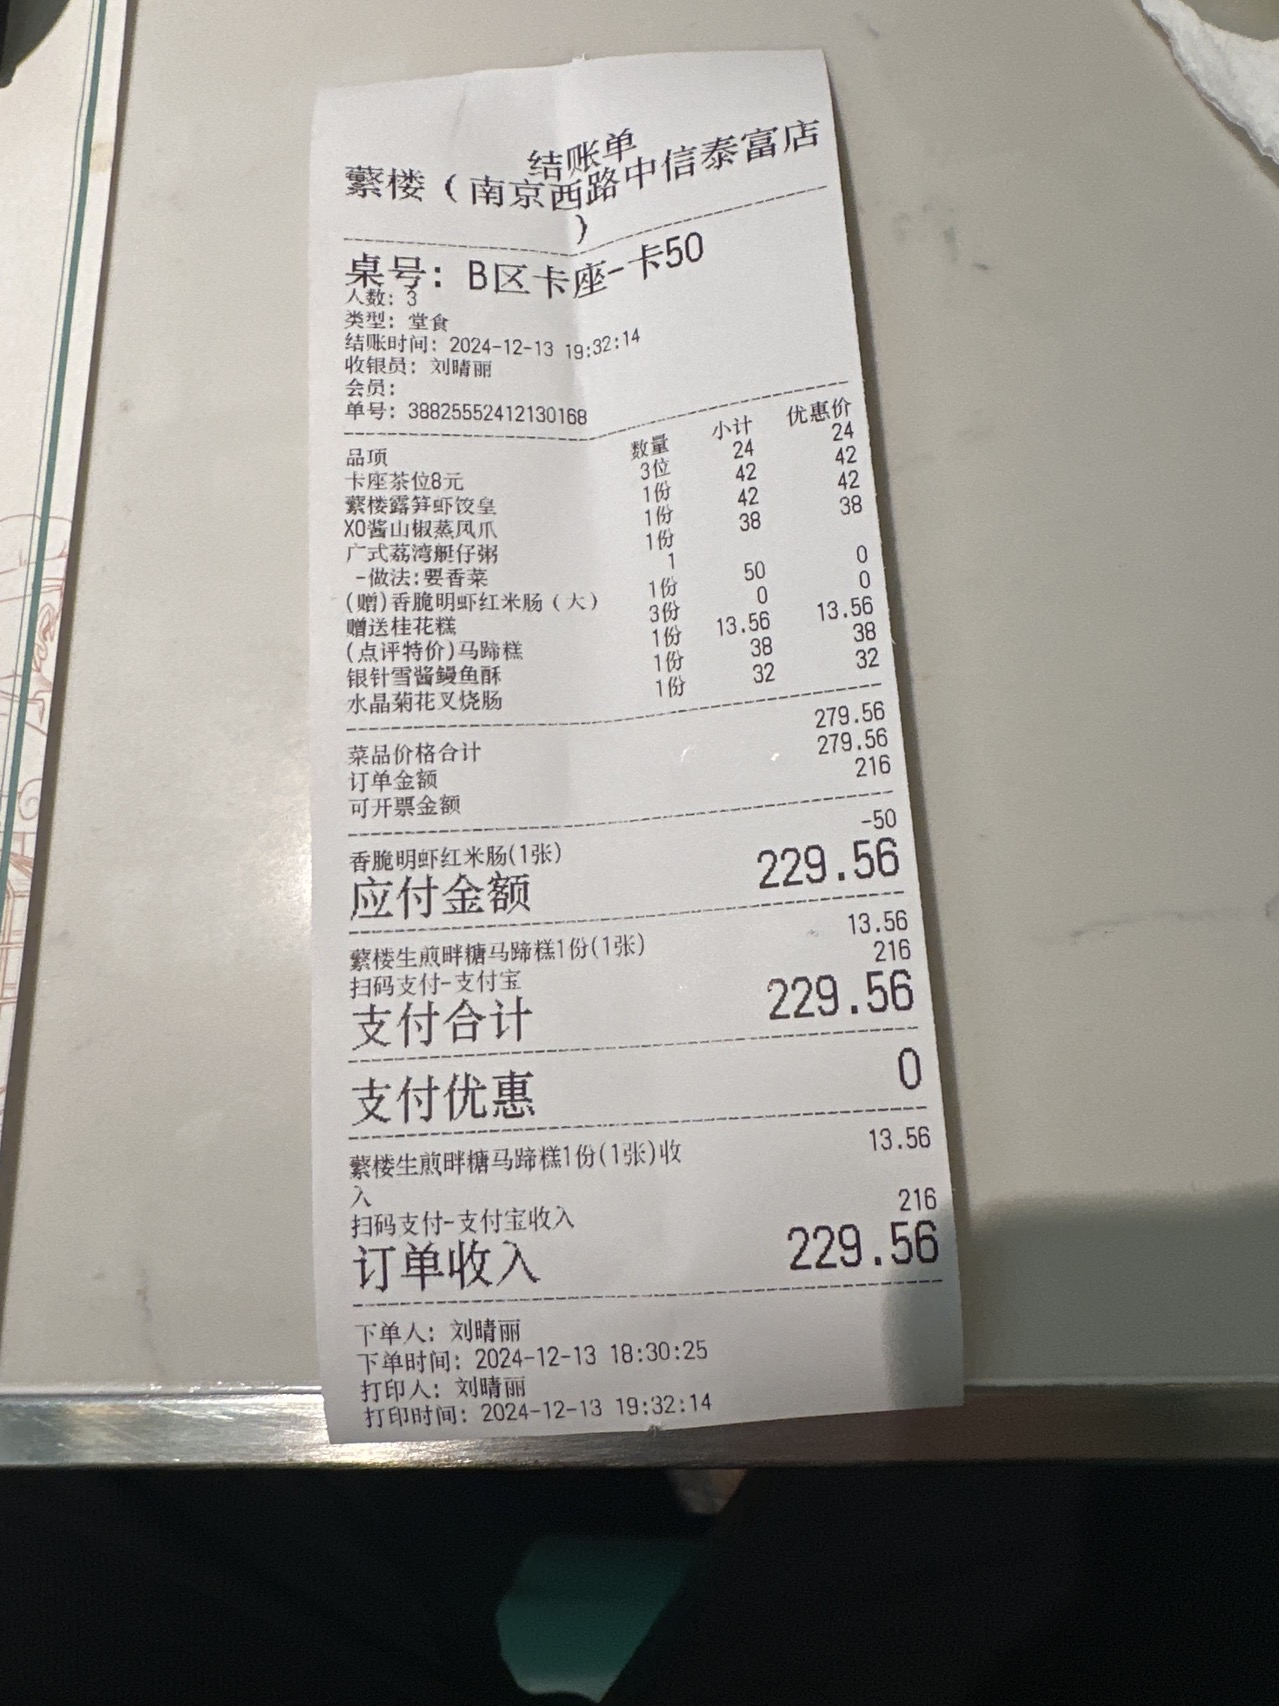 结账单
蘩楼（南京西路中信泰富店
）
桌号：B区卡座-卡50
人数：3
类型：堂食
结账时间：2024-12-13 19:32:14
收银员：刘晴丽
会员：
单号：38825552412130168
品项 数量 小计 优惠价
卡座茶位8元 3位 24 24
蘩楼露笋虾饺皇 1份 42 42
XO酱山椒蒸凤爪 1份 42 42
广式荔湾艇仔粥 1份 38 38
-做法:要香菜 1
(赠)香脆明虾红米肠（大） 1份 50 0
赠送桂花糕 3份 0 0
(点评特价)马蹄糕 1份 13.56 13.56
银针雪酱鳗鱼酥 1份 38 38
水晶菊花叉烧肠 1份 32 32
菜品价格合计 279.56
订单金额 279.56
可开票金额 216
香脆明虾红米肠(1张) -50
应付金额 229.56
蘩楼生煎畔糖马蹄糕1份(1张) 13.56
扫码支付-支付宝 216
支付合计 229.56
支付优惠 0
蘩楼生煎畔糖马蹄糕1份(1张)收 13.56
入
扫码支付-支付宝收入 216
订单收入 229.56
下单人：刘晴丽
下单时间：2024-12-13 18:30:25
打印人：刘晴丽
打印时间：2024-12-13 19:32:14